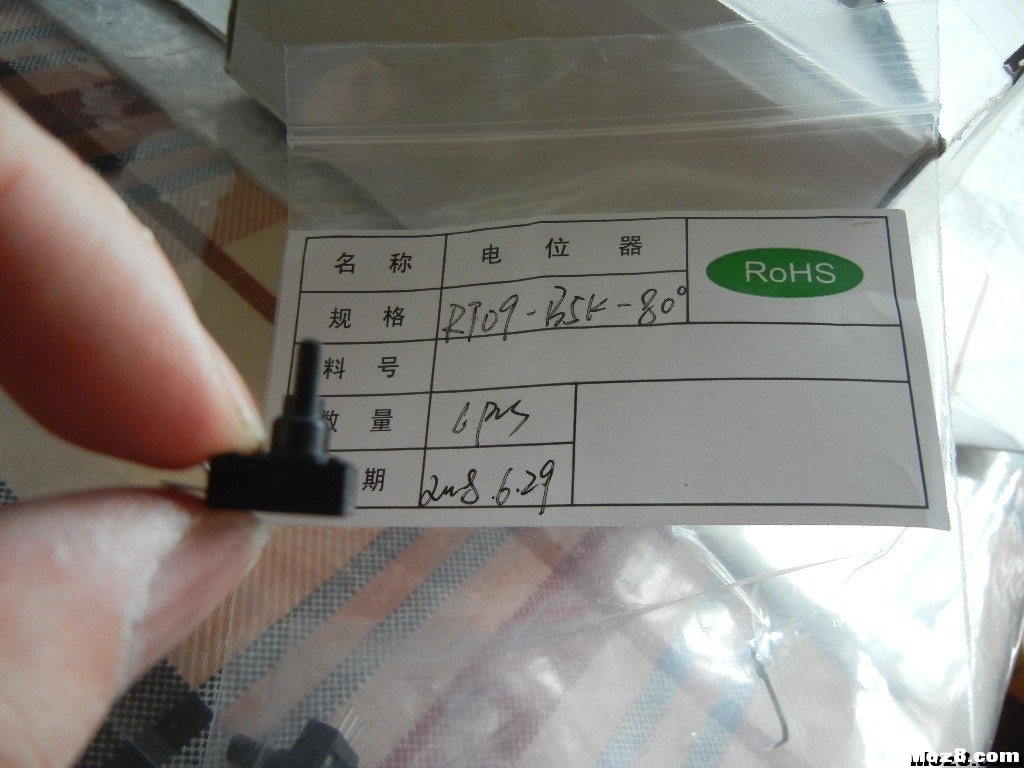 名称 电位器 RoHS
规格 RT09-B5K-80°
料号
数量 6pcs
期 2008.6.29
Moz8.com